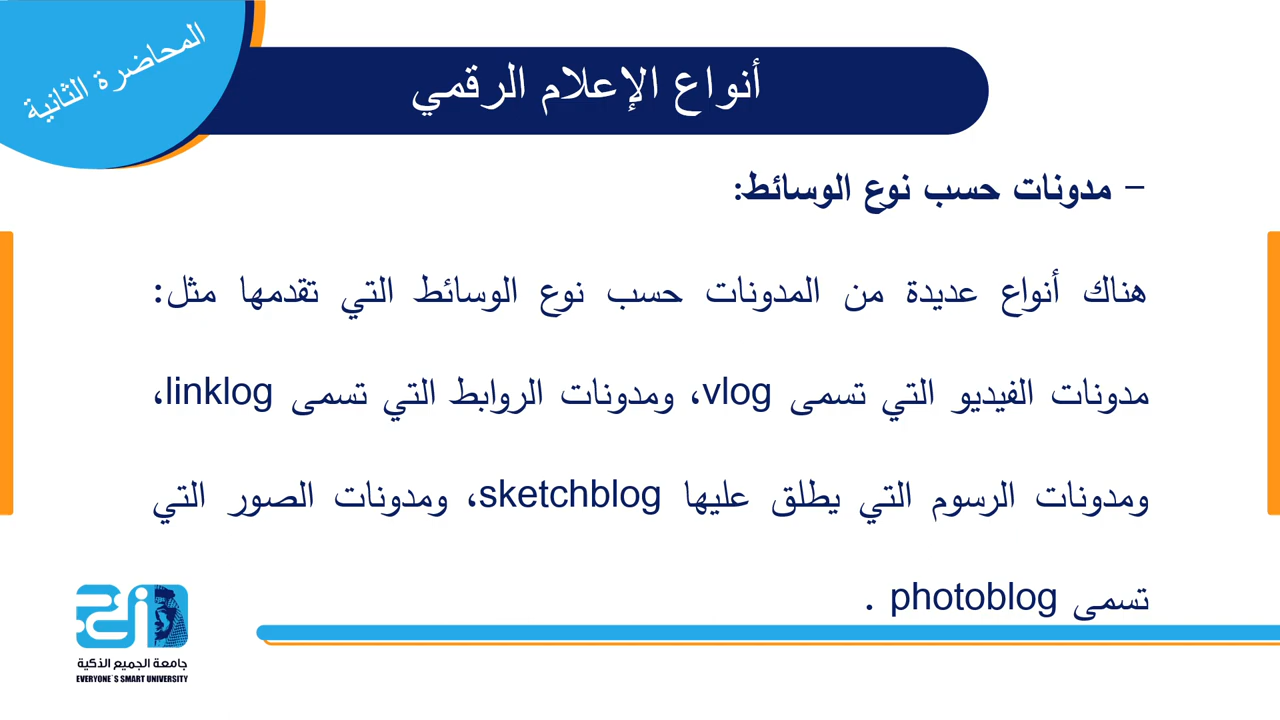 المحاضرة الثانية
أنواع الإعلام الرقمي
- مدونات حسب نوع الوسائط:
هناك أنواع عديدة من المدونات حسب نوع الوسائط التي تقدمها مثل:
مدونات الفيديو التي تسمى vlog، ومدونات الروابط التي تسمى linklog،
ومدونات الرسوم التي يطلق عليها sketchblog، ومدونات الصور التي
تسمى photoblog .
جامعة الجميع الذكية
EVERYONE`S SMART UNIVERSITY